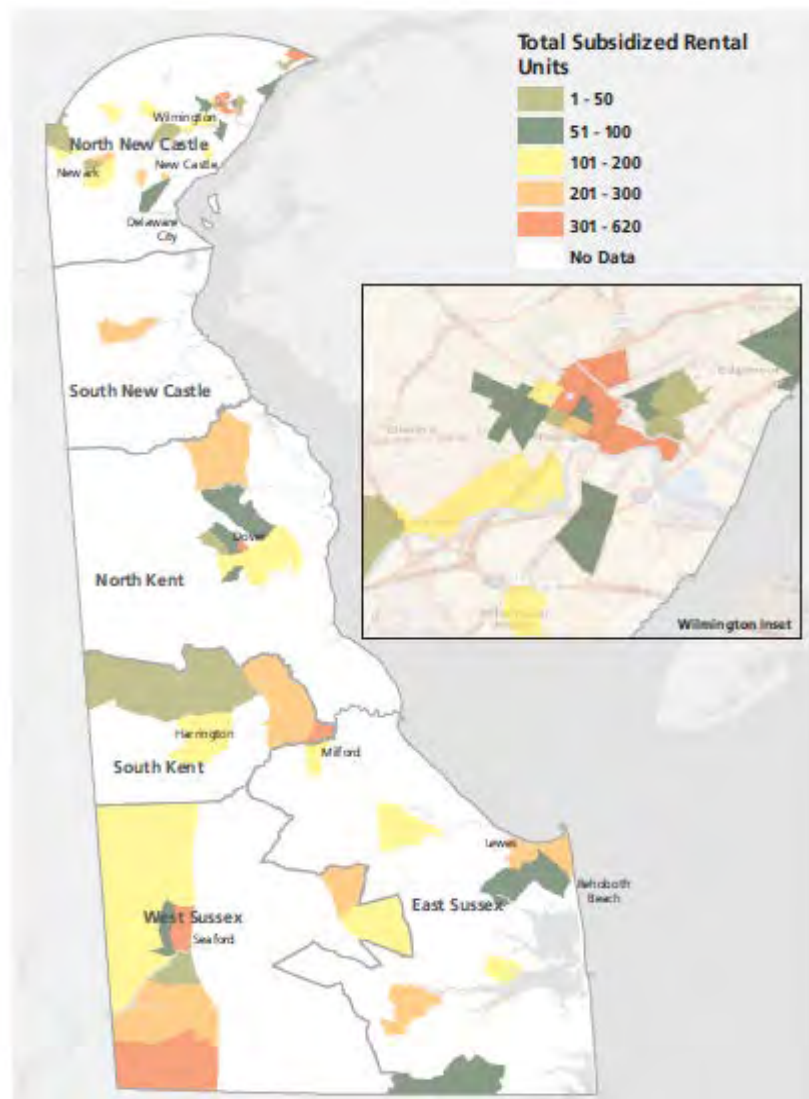 Total Subsidized Rental
Units
1 - 50
51 - 100
101 - 200
201 - 300
301 - 620
No Data
Wilmington
North New Castle
New Castle
Newark
Delaware
City
South New Castle
Dover
North Kent
Wilmington Inset
Harrington
Milford
South Kent
Lewes
Rehoboth
Beach
West Sussex
East Sussex
Seaford